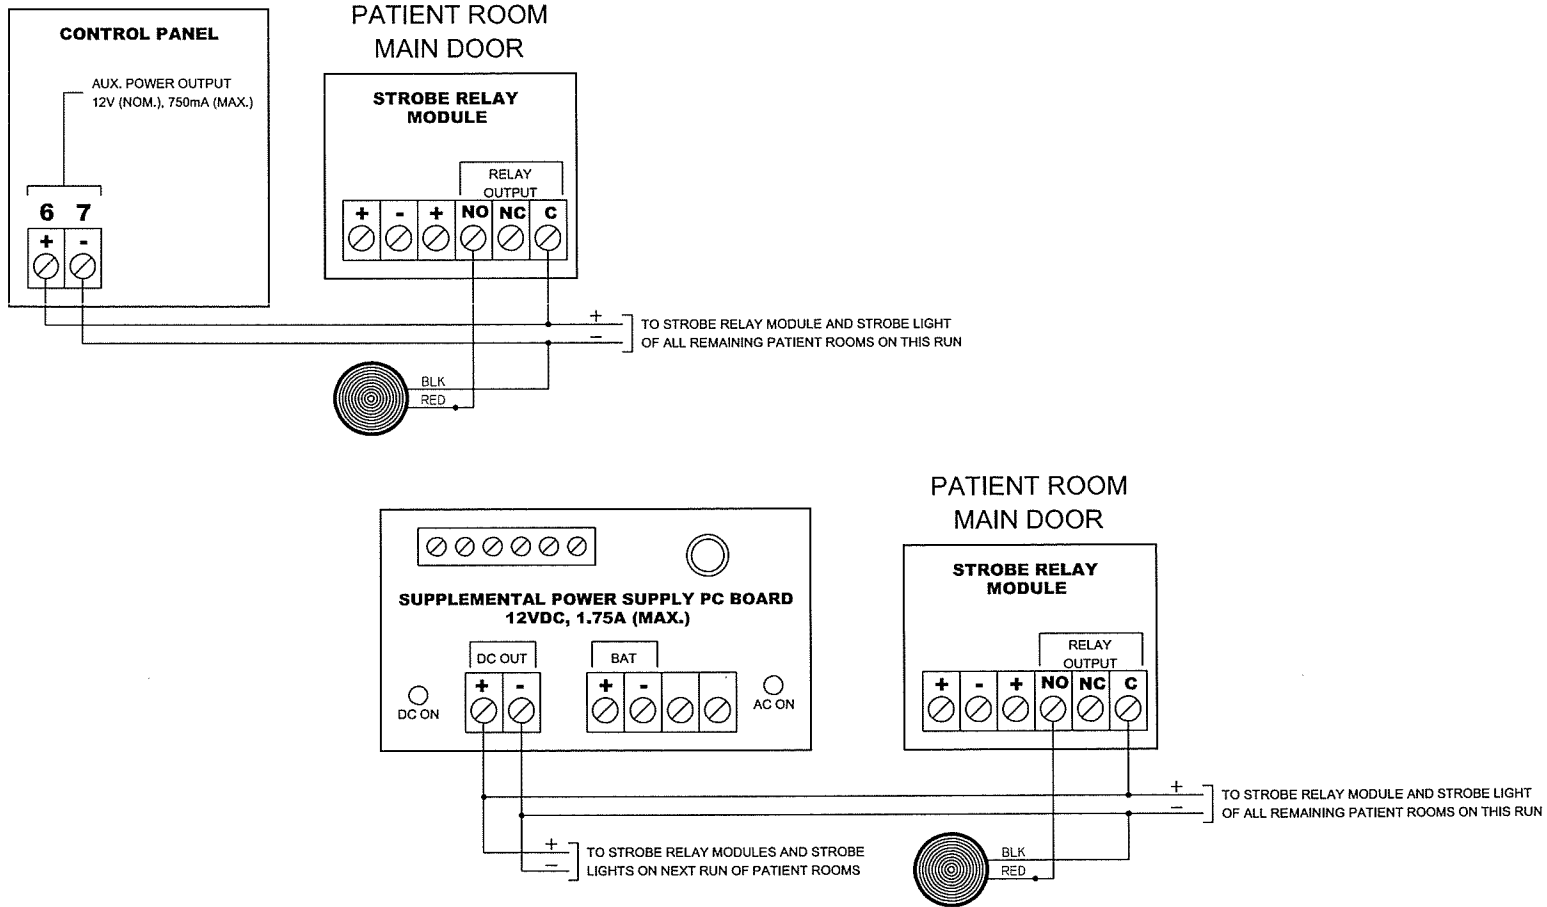 CONTROL PANEL
AUX. POWER OUTPUT
12V (NOM.), 750mA (MAX.)
6 7
+ -
PATIENT ROOM
MAIN DOOR
STROBE RELAY
MODULE
RELAY
OUTPUT
+ - + NO NC C
+
TO STROBE RELAY MODULE AND STROBE LIGHT
−
OF ALL REMAINING PATIENT ROOMS ON THIS RUN
BLK
RED
SUPPLEMENTAL POWER SUPPLY PC BOARD
12VDC, 1.75A (MAX.)
DC OUT
BAT
+ -
+ -
DC ON
AC ON
PATIENT ROOM
MAIN DOOR
STROBE RELAY
MODULE
RELAY
OUTPUT
+ - + NO NC C
+
TO STROBE RELAY MODULE AND STROBE LIGHT
−
OF ALL REMAINING PATIENT ROOMS ON THIS RUN
+
TO STROBE RELAY MODULES AND STROBE
−
LIGHTS ON NEXT RUN OF PATIENT ROOMS
BLK
RED